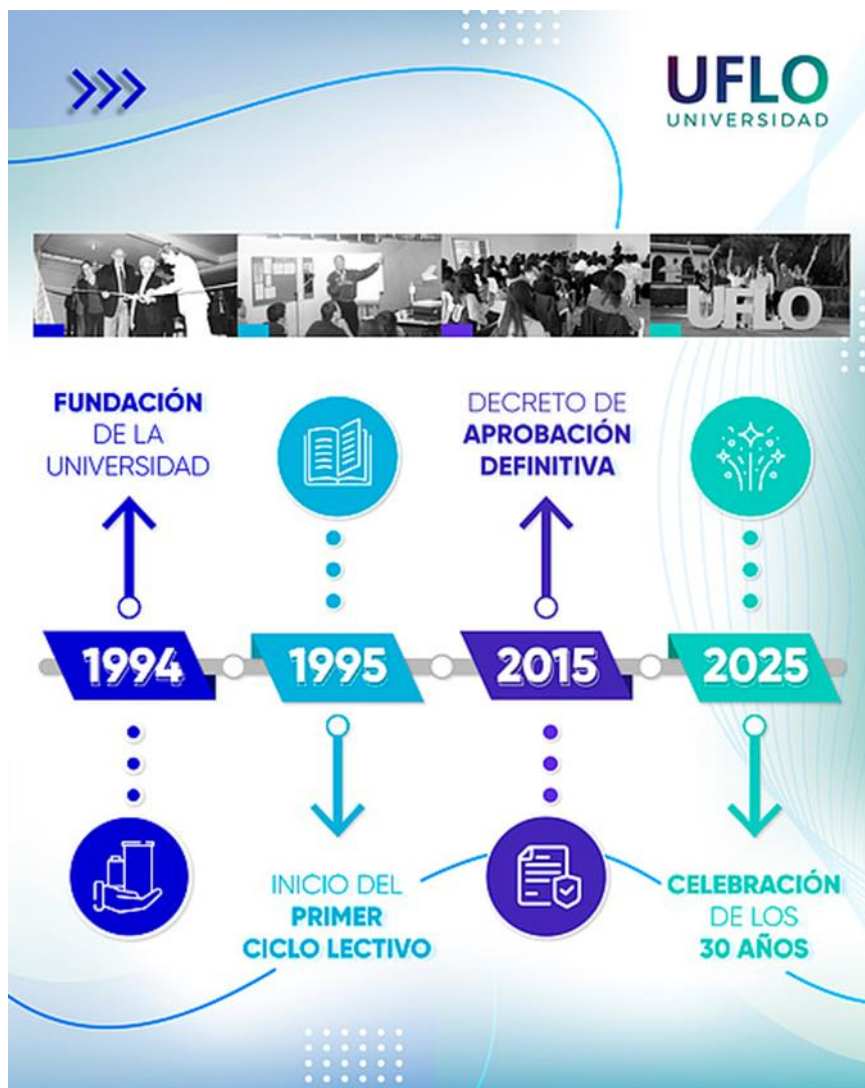 UFLO
UNIVERSIDAD
UFLO
FUNDACIÓN
DE LA
UNIVERSIDAD
DECRETO DE
APROBACIÓN
DEFINITIVA
1994
1995
2015
2025
INICIO DEL
PRIMER
CICLO LECTIVO
CELEBRACIÓN
DE LOS
30 AÑOS